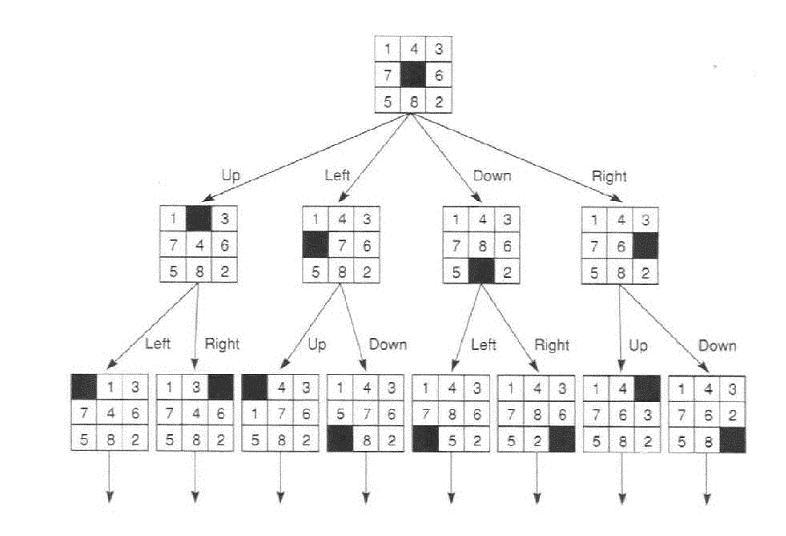 1 4 3
7 6
5 8 2
Up Left Down Right
1 3 1 4 3 1 4 3 1 4 3
7 4 6 7 6 7 8 6 7 6
5 8 2 5 8 2 5 2 5 8 2
Left Right Up Down Left Right Up Down
1 3 1 3 4 3 1 4 3 1 4 3 1 4 3 1 4 1 4 3
7 4 6 7 4 6 1 7 6 5 7 6 7 8 6 7 8 6 7 6 3 7 6 2
5 8 2 5 8 2 5 8 2 8 2 5 2 5 2 5 8 2 5 8